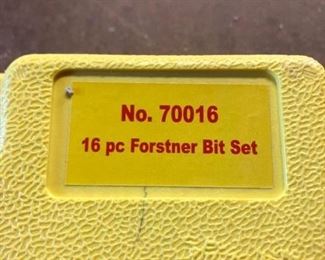 No. 70016
16 pc Forstner Bit Set